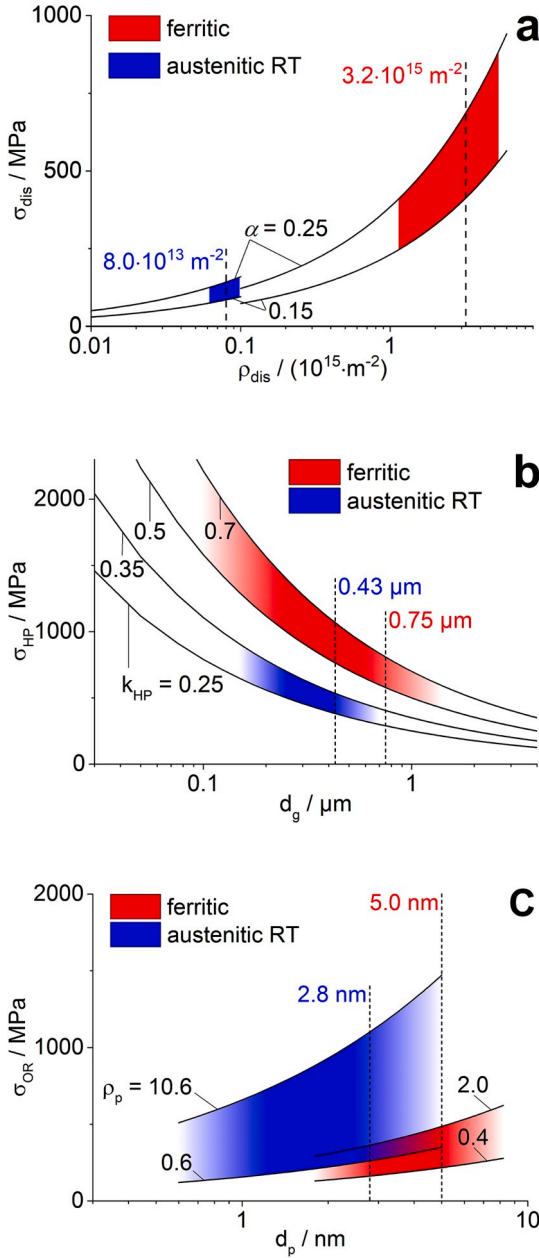 a
ferritic
austenitic RT
3.2·10¹⁵ m⁻²
8.0·10¹³ m⁻²
α = 0.25
0.15
1000
500
0
σdis / MPa
0.01 0.1 1
ρdis / (10¹⁵·m⁻²)
b
ferritic
austenitic RT
0.7
0.5
0.35
kHP = 0.25
0.43 µm
0.75 µm
2000
1000
0
σHP / MPa
0.1 1
dg / µm
c
ferritic
austenitic RT
5.0 nm
2.8 nm
ρp = 10.6
0.6
2.0
0.4
2000
1000
0
σOR / MPa
1 10
dp / nm